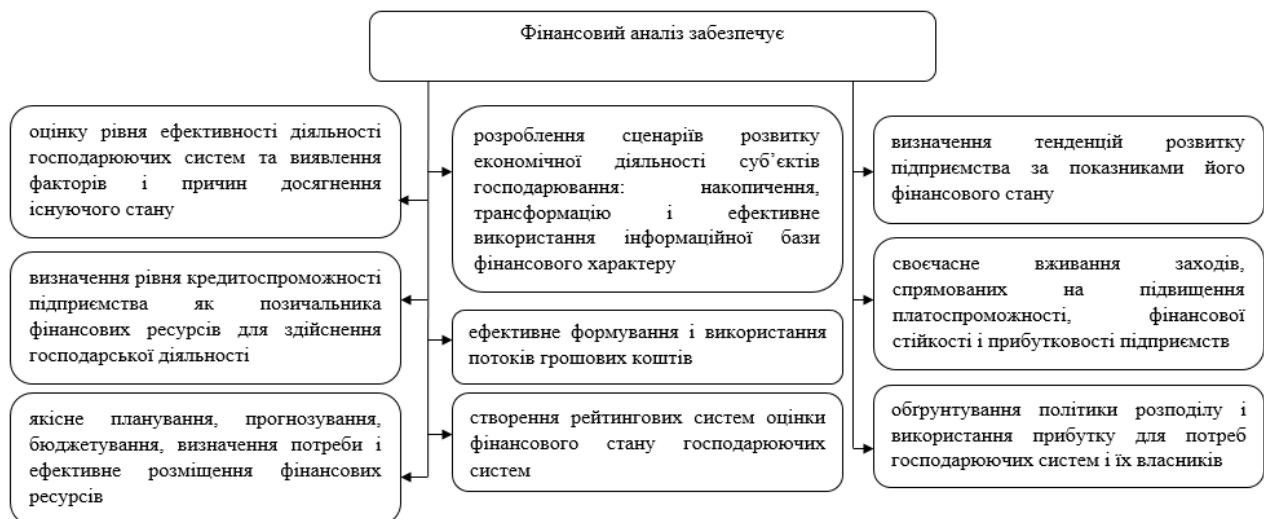 Фінансовий аналіз забезпечує
оцінку рівня ефективності діяльності
господарюючих систем та виявлення
факторів і причин досягнення
існуючого стану
визначення рівня кредитоспроможності
підприємства як позичальника
фінансових ресурсів для здійснення
господарської діяльності
якісне планування, прогнозування,
бюджетування, визначення потреби і
ефективне розміщення фінансових
ресурсів
розроблення сценаріїв розвитку
економічної діяльності суб’єктів
господарювання: накопичення,
трансформацію і ефективне
використання інформаційної бази
фінансового характеру
ефективне формування і використання
потоків грошових коштів
створення рейтингових систем оцінки
фінансового стану господарюючих
систем
визначення тенденцій розвитку
підприємства за показниками його
фінансового стану
своєчасне вживання заходів,
спрямованих на підвищення
платоспроможності, фінансової
стійкості і прибутковості підприємств
обґрунтування політики розподілу і
використання прибутку для потреб
господарюючих систем і їх власників